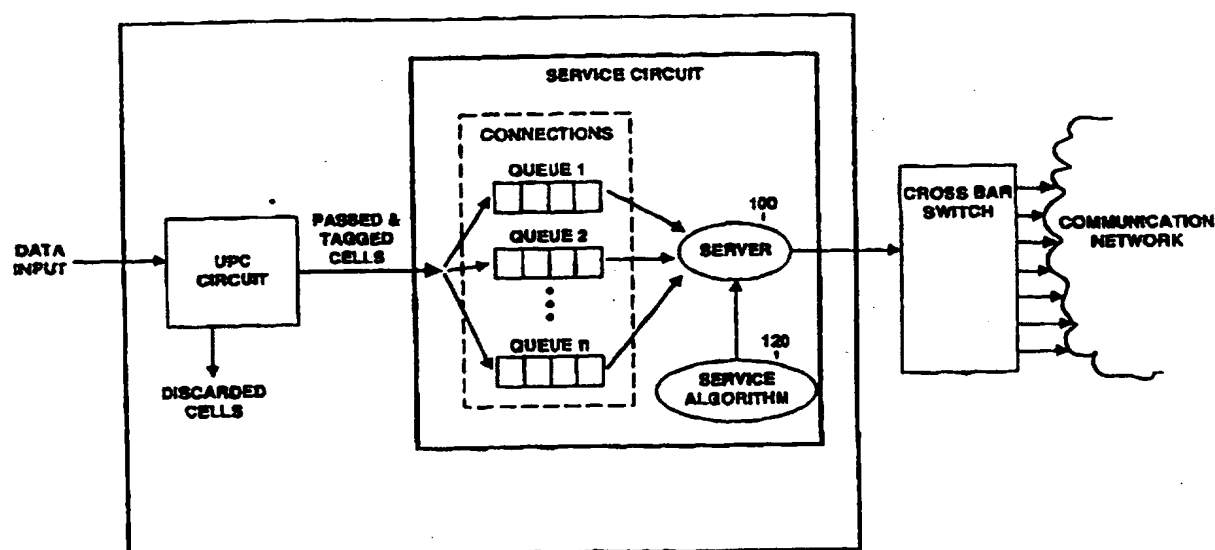 SERVICE CIRCUIT
CONNECTIONS
QUEUE 1
QUEUE 2
QUEUE n
100
SERVER
120
SERVICE
ALGORITHM
DATA
INPUT
UPC
CIRCUIT
PASSED &
TAGGED
CELLS
DISCARDED
CELLS
CROSS BAR
SWITCH
COMMUNICATION
NETWORK